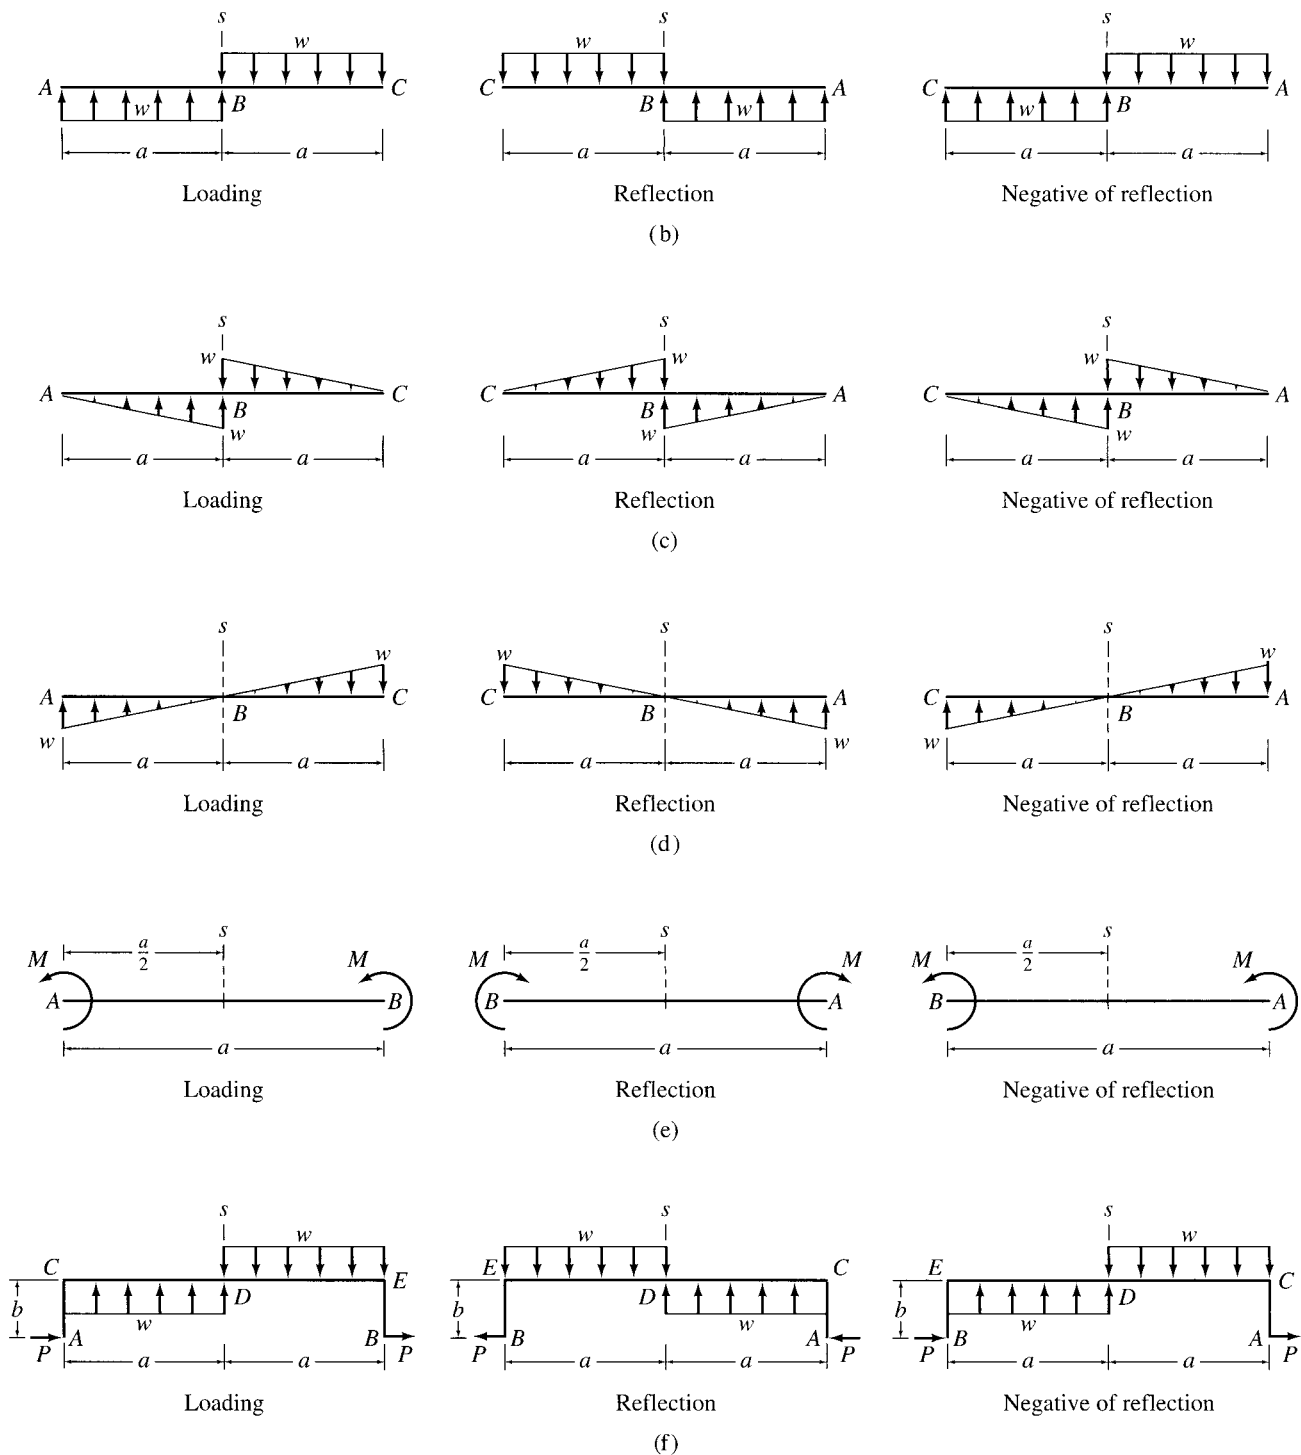 s s s
w w w
A C C A C A
w B B w w B
a a a a a a
Loading Reflection Negative of reflection
(b)
s s s
w w w
A C C A C A
B B B
w w w
a a a a a a
Loading Reflection Negative of reflection
(c)
s s s
w w w
A C C A C A
B B B
w w w
a a a a a a
Loading Reflection Negative of reflection
(d)
s s s
M a/2 M M a/2 M M a/2 M
A B B A B A
a a a
Loading Reflection Negative of reflection
(e)
s s s
w w w
C E E C E C
b D b D b D
w w w
A B B A B A
P P P P P P
a a a a a a
Loading Reflection Negative of reflection
(f)